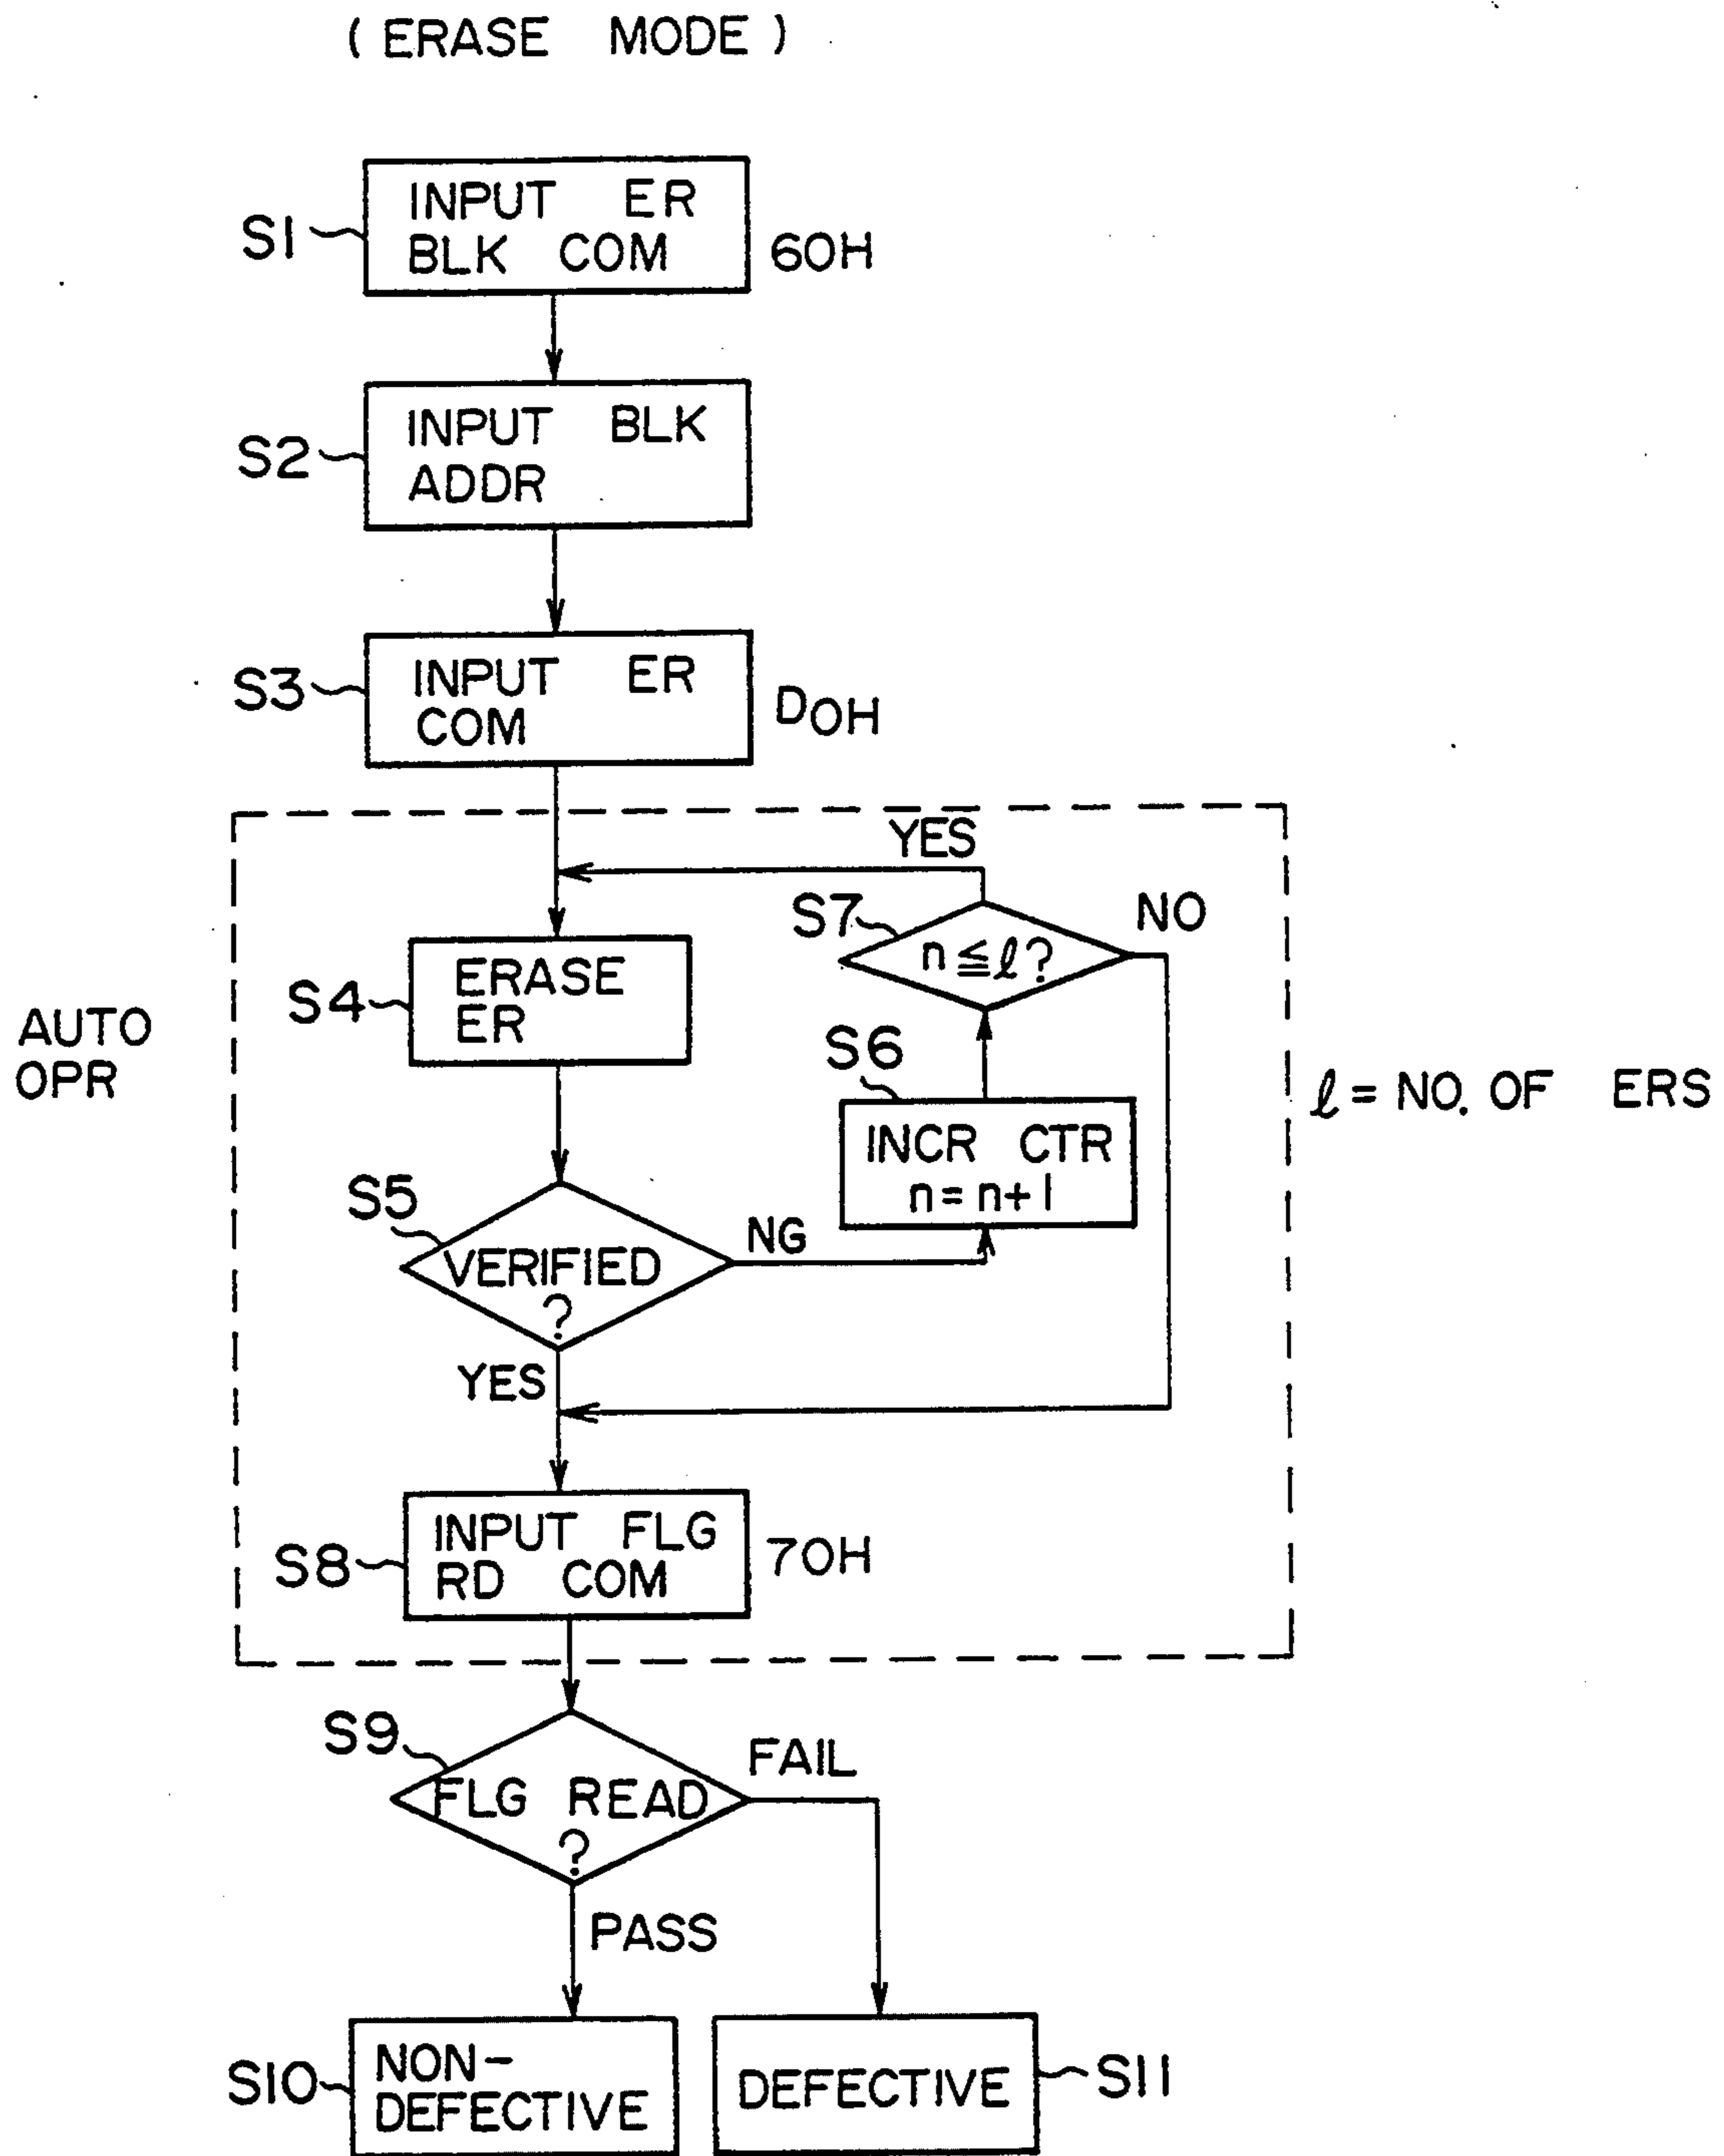 ( ERASE MODE )
S1
INPUT ER
BLK COM
60H
S2
INPUT BLK
ADDR
S3
INPUT ER
COM
D0H
YES
S7
n ≦ ℓ ?
NO
S4
ERASE
ER
AUTO
OPR
S6
INCR CTR
n = n + 1
ℓ = NO. OF ERS
S5
VERIFIED
?
NG
YES
S8
INPUT FLG
RD COM
70H
S9
FLG READ
?
FAIL
PASS
S10
NON-
DEFECTIVE
DEFECTIVE
S11